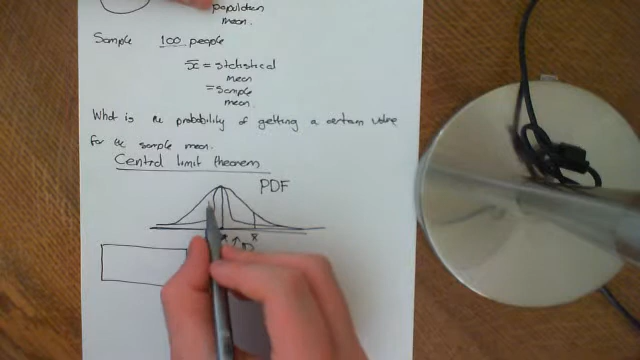 population
mean.
Sample 100 people
x̄ = statistical
mean
= sample
mean.
What is the probability of getting a certain value
for the sample mean.
Central limit theorem
PDF
x̄